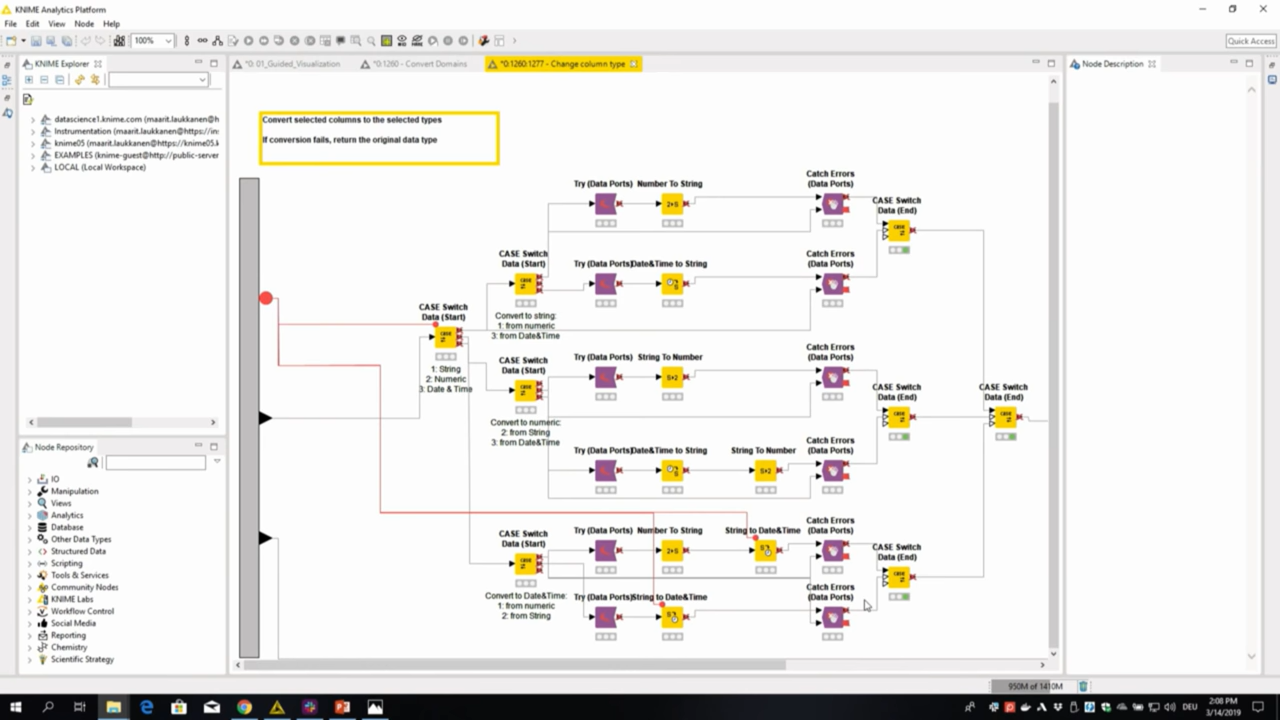 KNIME Analytics Platform
File Edit View Node Help
100%
Quick Access
KNIME Explorer
*0: 01_Guided_Visualization
*0:1260 - Convert Domains
*0:1260:1277 - Change column type
Node Description
datascience1.knime.com (maarit.laukkanen@h
Instrumentation (maarit.laukkanen@https://in
knime05 (maarit.laukkanen@https://knime05.k
EXAMPLES (knime-guest@http://public-server
LOCAL (Local Workspace)
Convert selected columns to the selected types
If conversion fails, return the original data type
Try (Data Ports) Number To String
Catch Errors
(Data Ports)
CASE Switch
Data (End)
CASE Switch
Data (Start)
Try (Data Ports) Date&Time to String
Catch Errors
(Data Ports)
Convert to string:
1: from numeric
3: from Date&Time
CASE Switch
Data (Start)
1: String
2: Numeric
3: Date & Time
CASE Switch
Data (Start)
Try (Data Ports) String To Number
Catch Errors
(Data Ports)
CASE Switch
Data (End)
CASE Switch
Data (End)
Convert to numeric:
2: from String
3: from Date&Time
Try (Data Ports) Date&Time to String
String To Number
Catch Errors
(Data Ports)
CASE Switch
Data (Start)
Try (Data Ports) Number To String
String to Date&Time
Catch Errors
(Data Ports)
CASE Switch
Data (End)
Convert to Date&Time:
1: from numeric
2: from String
Try (Data Ports) String to Date&Time
Catch Errors
(Data Ports)
Node Repository
IO
Manipulation
Views
Analytics
Database
Other Data Types
Structured Data
Scripting
Tools & Services
Community Nodes
KNIME Labs
Workflow Control
Social Media
Reporting
Chemistry
Scientific Strategy
950M of 1410M
DEU
2:08 PM
3/14/2019